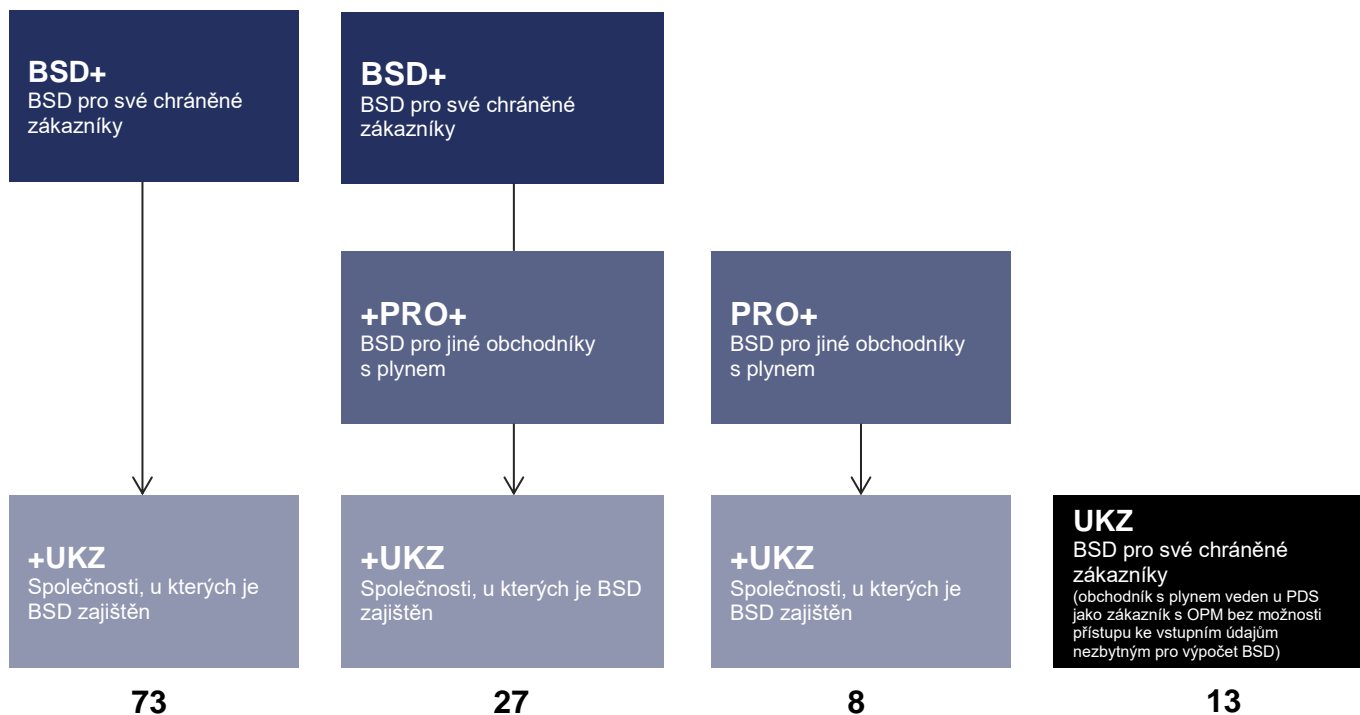 BSD+
BSD pro své chráněné
zákazníky
BSD+
BSD pro své chráněné
zákazníky
+PRO+
BSD pro jiné obchodníky
s plynem
PRO+
BSD pro jiné obchodníky
s plynem
+UKZ
Společnosti, u kterých je
BSD zajištěn
+UKZ
Společnosti, u kterých je BSD
zajištěn
+UKZ
Společnosti, u kterých je
BSD zajištěn
UKZ
BSD pro své chráněné
zákazníky
(obchodník s plynem veden u PDS
jako zákazník s OPM bez možnosti
přístupu ke vstupním údajům
nezbytným pro výpočet BSD)
73
27
8
13